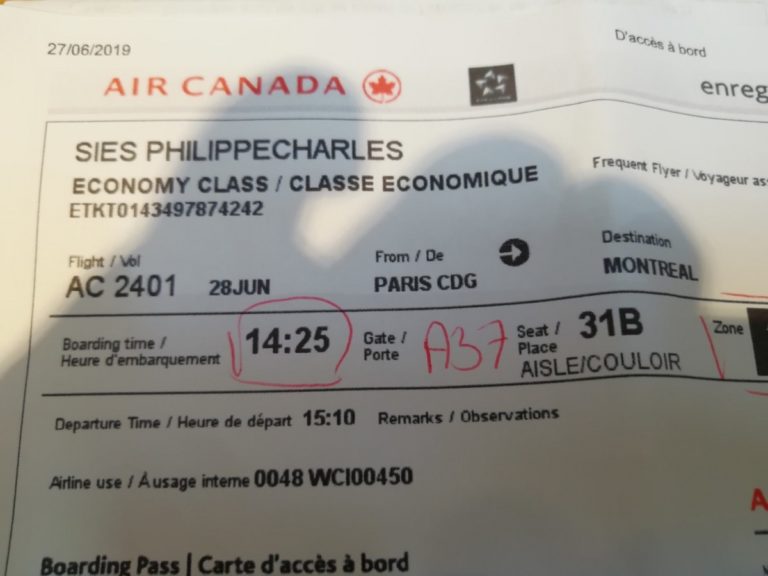 27/06/2019
D'accès à bord
AIR CANADA
enreg
SIES PHILIPPECHARLES
ECONOMY CLASS / CLASSE ECONOMIQUE
Frequent Flyer / Voyageur ass
ETKT0143497874242
Flight / Vol
From / De
Destination
AC 2401 28JUN
PARIS CDG
MONTREAL
Boarding time /
Heure d'embarquement
14:25
Gate /
Porte
A37
Seat /
Place
31B
AISLE/COULOIR
Zone
Departure Time / Heure de départ 15:10 Remarks / Observations
Airline use / À usage interne 0048 WCI00450
A
Boarding Pass | Carte d'accès à bord